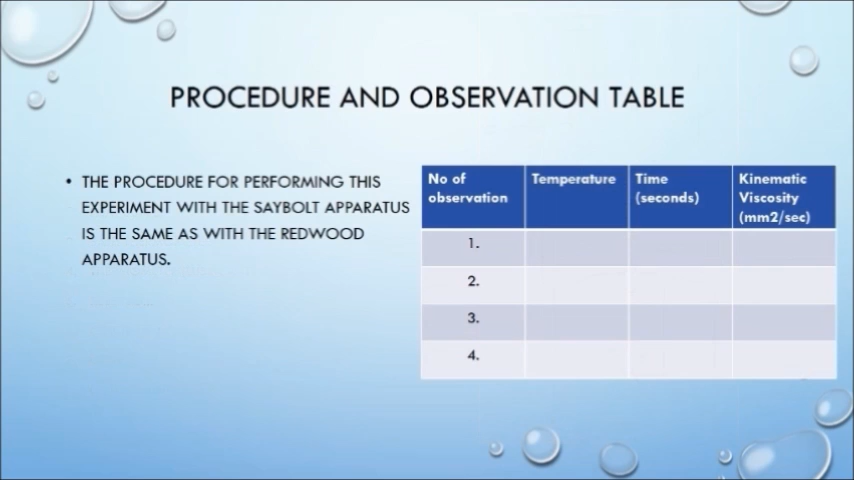 PROCEDURE AND OBSERVATION TABLE
• THE PROCEDURE FOR PERFORMING THIS
EXPERIMENT WITH THE SAYBOLT APPARATUS
IS THE SAME AS WITH THE REDWOOD
APPARATUS.
No of observation Temperature Time (seconds) Kinematic Viscosity (mm2/sec)
1.
2.
3.
4.